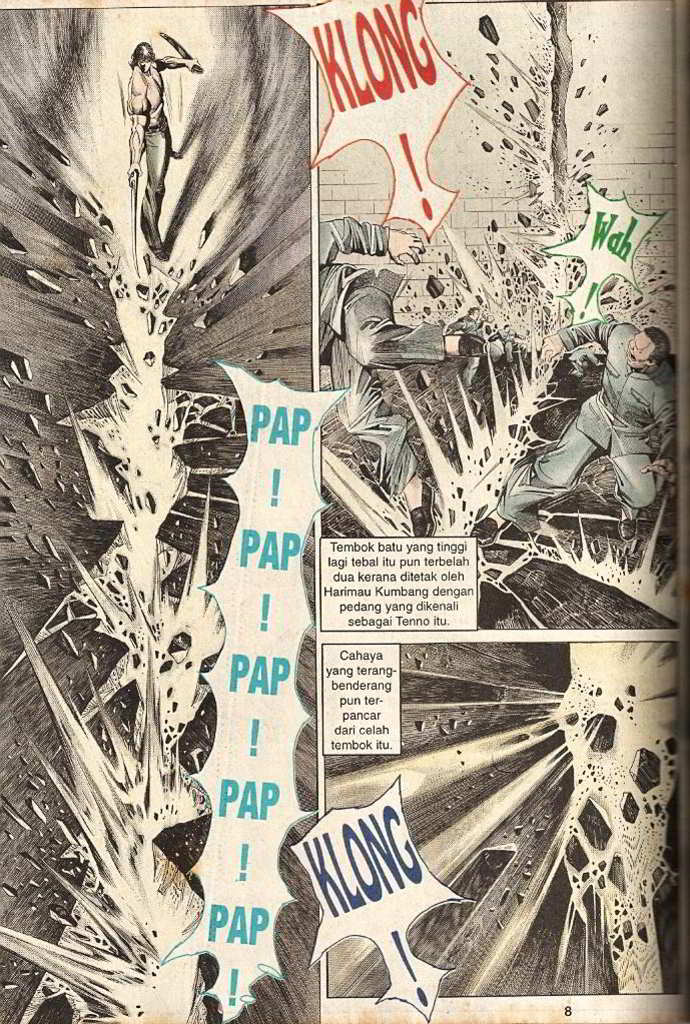 PAP
!
PAP
!
PAP
!
PAP
!
PAP
!
KLONG
!
Wah
!
Tembok batu yang tinggi
lagi tebal itu pun terbelah
dua kerana ditetak oleh
Harimau Kumbang dengan
pedang yang dikenali
sebagai Tenno itu.
Cahaya
yang terang-
benderang
pun ter-
pancar
dari celah
tembok itu.
KLONG
!
8